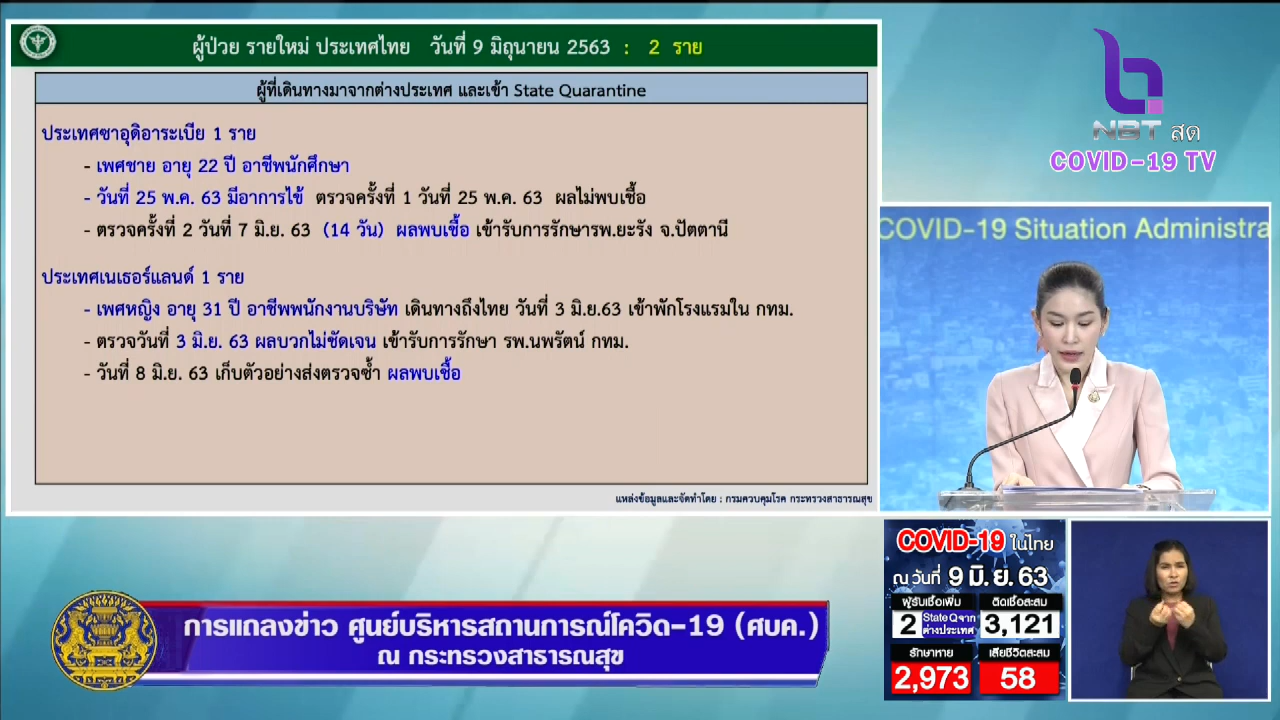 ผู้ป่วย รายใหม่ ประเทศไทย วันที่ 9 มิถุนายน 2563 : 2 ราย
ผู้ที่เดินทางมาจากต่างประเทศ และเข้า State Quarantine
ประเทศซาอุดิอาระเบีย 1 ราย
- เพศชาย อายุ 22 ปี อาชีพนักศึกษา
- วันที่ 25 พ.ค. 63 มีอาการไข้ ตรวจครั้งที่ 1 วันที่ 25 พ.ค. 63 ผลไม่พบเชื้อ
- ตรวจครั้งที่ 2 วันที่ 7 มิ.ย. 63 (14 วัน) ผลพบเชื้อ เข้ารับการรักษารพ.ยะรัง จ.ปัตตานี
ประเทศเนเธอร์แลนด์ 1 ราย
- เพศหญิง อายุ 31 ปี อาชีพพนักงานบริษัท เดินทางถึงไทย วันที่ 3 มิ.ย.63 เข้าพักโรงแรมใน กทม.
- ตรวจวันที่ 3 มิ.ย. 63 ผลบวกไม่ชัดเจน เข้ารับการรักษา รพ.นพรัตน์ กทม.
- วันที่ 8 มิ.ย. 63 เก็บตัวอย่างส่งตรวจซ้ำ ผลพบเชื้อ
แหล่งข้อมูลและจัดทำโดย : กรมควบคุมโรค กระทรวงสาธารณสุข
NBT สด
COVID-19 TV
COVID-19 Situation Administra
COVID-19 ในไทย
ณ วันที่ 9 มิ.ย. 63
ผู้รับเชื้อเพิ่ม ติดเชื้อสะสม
2 State Q จากต่างประเทศ 3,121
รักษาหาย เสียชีวิตสะสม
2,973 58
การแถลงข่าว ศูนย์บริหารสถานการณ์โควิด-19 (ศบค.)
ณ กระทรวงสาธารณสุข